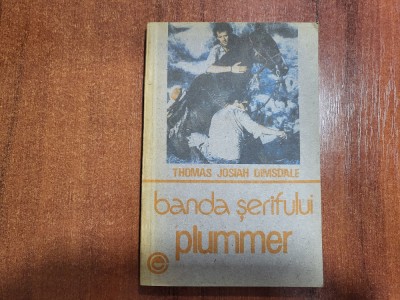 THOMAS JOSIAH DIMSDALE
banda șerifului
plummer
e